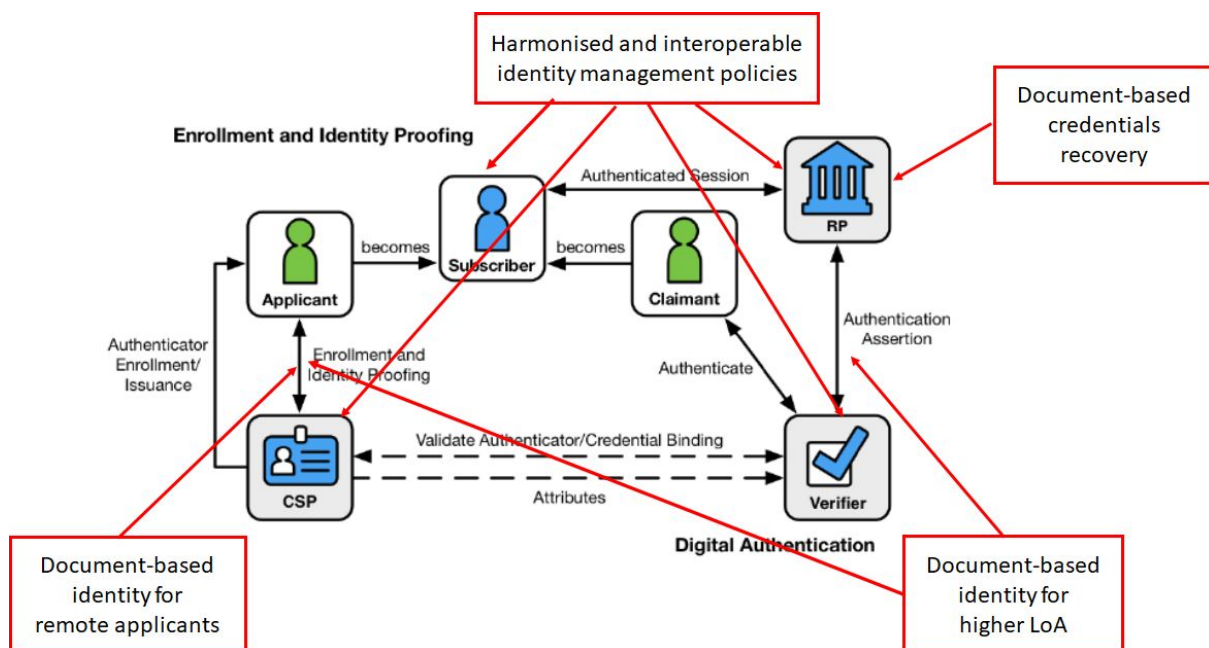 Harmonised and interoperable
identity management policies
Document-based
credentials
recovery
Enrollment and Identity Proofing
Authenticated Session
RP
becomes
Subscriber
becomes
Applicant
Claimant
Authenticator
Enrollment/
Issuance
Enrollment and
Identity Proofing
Authentication
Assertion
Authenticate
Validate Authenticator/Credential Binding
CSP
Attributes
Verifier
Digital Authentication
Document-based
identity for
remote applicants
Document-based
identity for
higher LoA